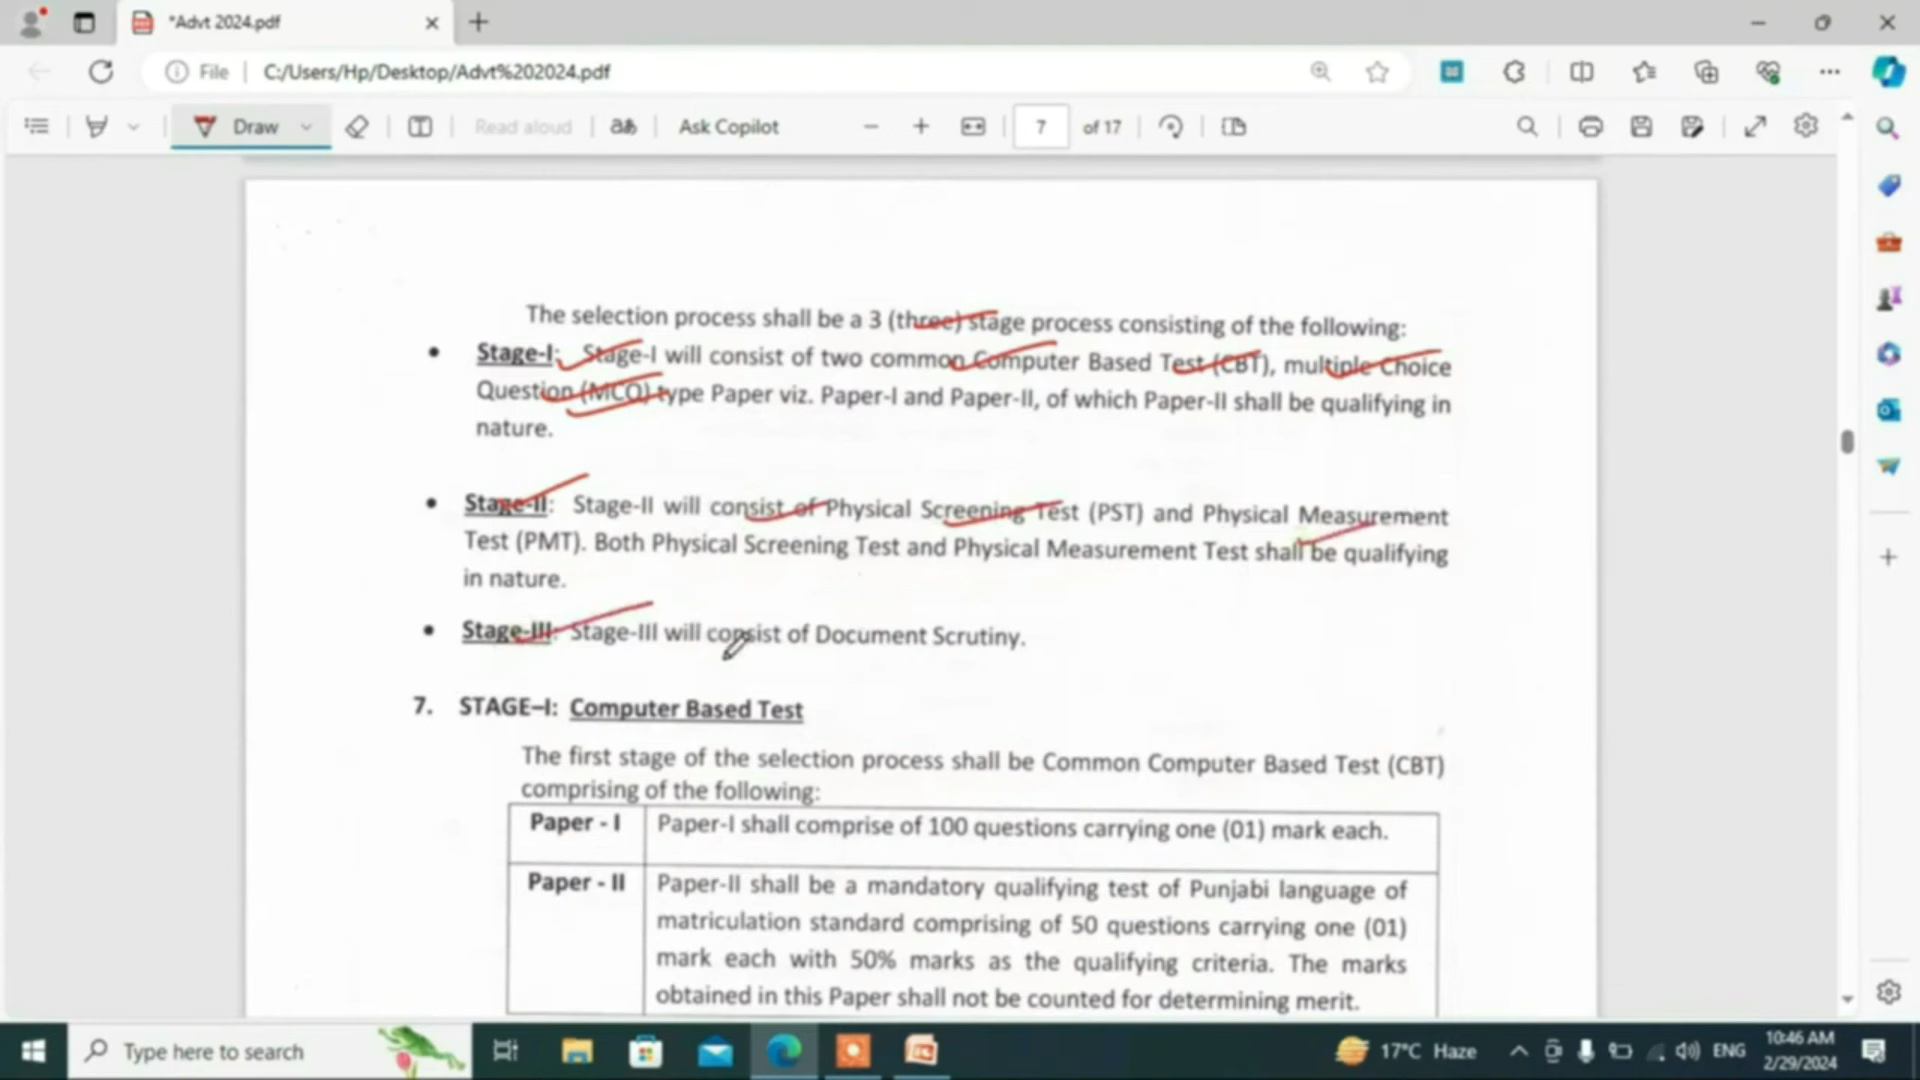 *Advt 2024.pdf
File
C:/Users/Hp/Desktop/Advt%202024.pdf
Draw
Read aloud
aあ
Ask Copilot
7
of 17
The selection process shall be a 3 (three) stage process consisting of the following:
Stage-I: Stage-I will consist of two common Computer Based Test (CBT), multiple Choice
Question (MCQ) type Paper viz. Paper-I and Paper-II, of which Paper-II shall be qualifying in
nature.
Stage-II: Stage-II will consist of Physical Screening Test (PST) and Physical Measurement
Test (PMT). Both Physical Screening Test and Physical Measurement Test shall be qualifying
in nature.
Stage-III: Stage-III will consist of Document Scrutiny.
7. STAGE–I: Computer Based Test
The first stage of the selection process shall be Common Computer Based Test (CBT)
comprising of the following:
Paper - I
Paper-I shall comprise of 100 questions carrying one (01) mark each.
Paper - II
Paper-II shall be a mandatory qualifying test of Punjabi language of
matriculation standard comprising of 50 questions carrying one (01)
mark each with 50% marks as the qualifying criteria. The marks
obtained in this Paper shall not be counted for determining merit.
Type here to search
17°C Haze
ENG
10:46 AM
2/29/2024